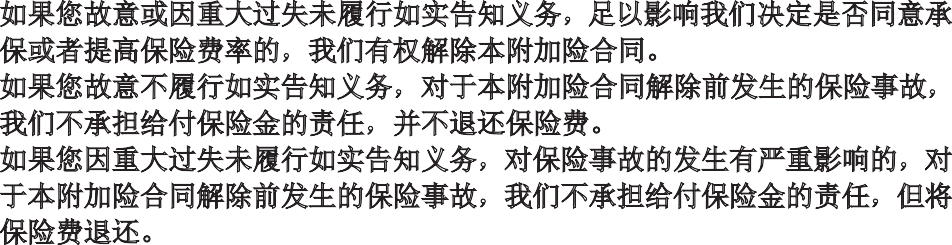 如果您故意或因重大过失未履行如实告知义务，足以影响我们决定是否同意承
保或者提高保险费率的，我们有权解除本附加险合同。
如果您故意不履行如实告知义务，对于本附加险合同解除前发生的保险事故，
我们不承担给付保险金的责任，并不退还保险费。
如果您因重大过失未履行如实告知义务，对保险事故的发生有严重影响的，对
于本附加险合同解除前发生的保险事故，我们不承担给付保险金的责任，但将
保险费退还。